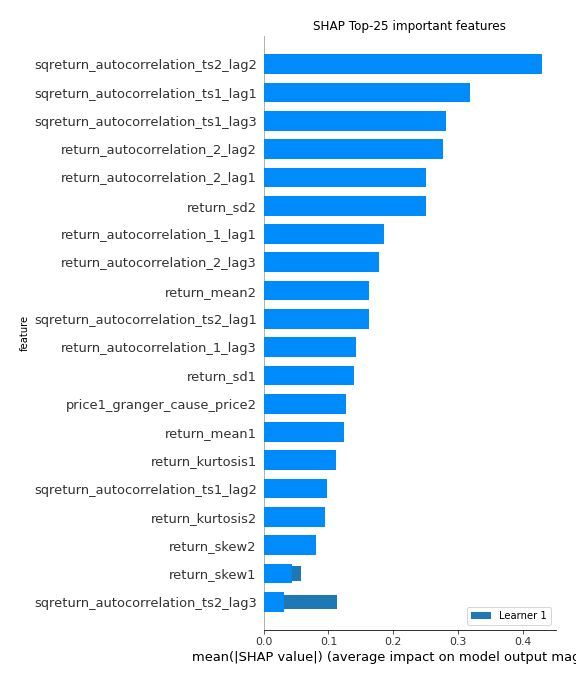 SHAP Top-25 important features
sqreturn_autocorrelation_ts2_lag2
sqreturn_autocorrelation_ts1_lag1
sqreturn_autocorrelation_ts1_lag3
return_autocorrelation_2_lag2
return_autocorrelation_2_lag1
return_sd2
return_autocorrelation_1_lag1
return_autocorrelation_2_lag3
return_mean2
sqreturn_autocorrelation_ts2_lag1
return_autocorrelation_1_lag3
return_sd1
price1_granger_cause_price2
return_mean1
return_kurtosis1
sqreturn_autocorrelation_ts1_lag2
return_kurtosis2
return_skew2
return_skew1
sqreturn_autocorrelation_ts2_lag3
feature
Learner 1
0.0 0.1 0.2 0.3 0.4
mean(|SHAP value|) (average impact on model output mag